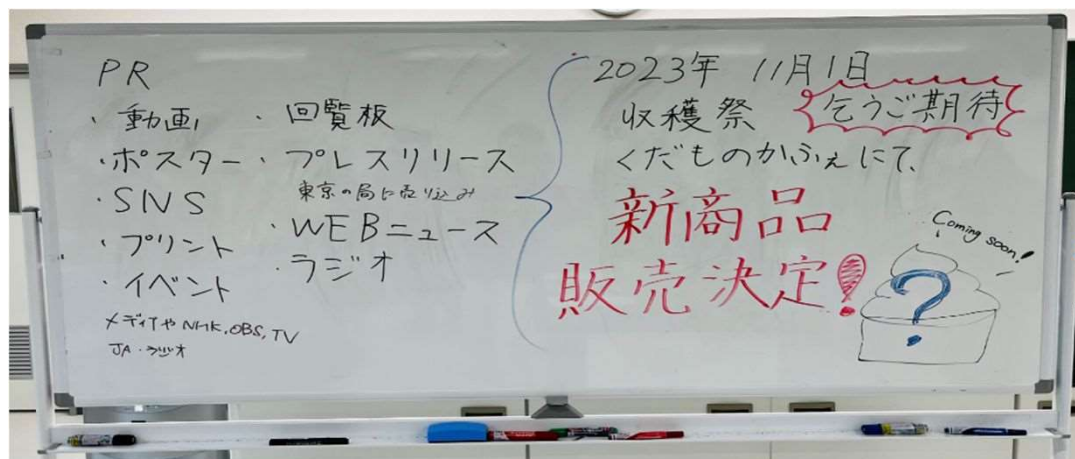 PR
・動画
・ポスター
・SNS
・プリント
・イベント
メディアやNHK,OBS,TV
JA・ラジオ
・回覧板
・プレスリリース
東京の局に売り込み
・WEBニュース
・ラジオ
2023年 11月1日
収穫祭 乞うご期待
くだものかふぇにて、
新商品
販売決定!
Coming soon!
?